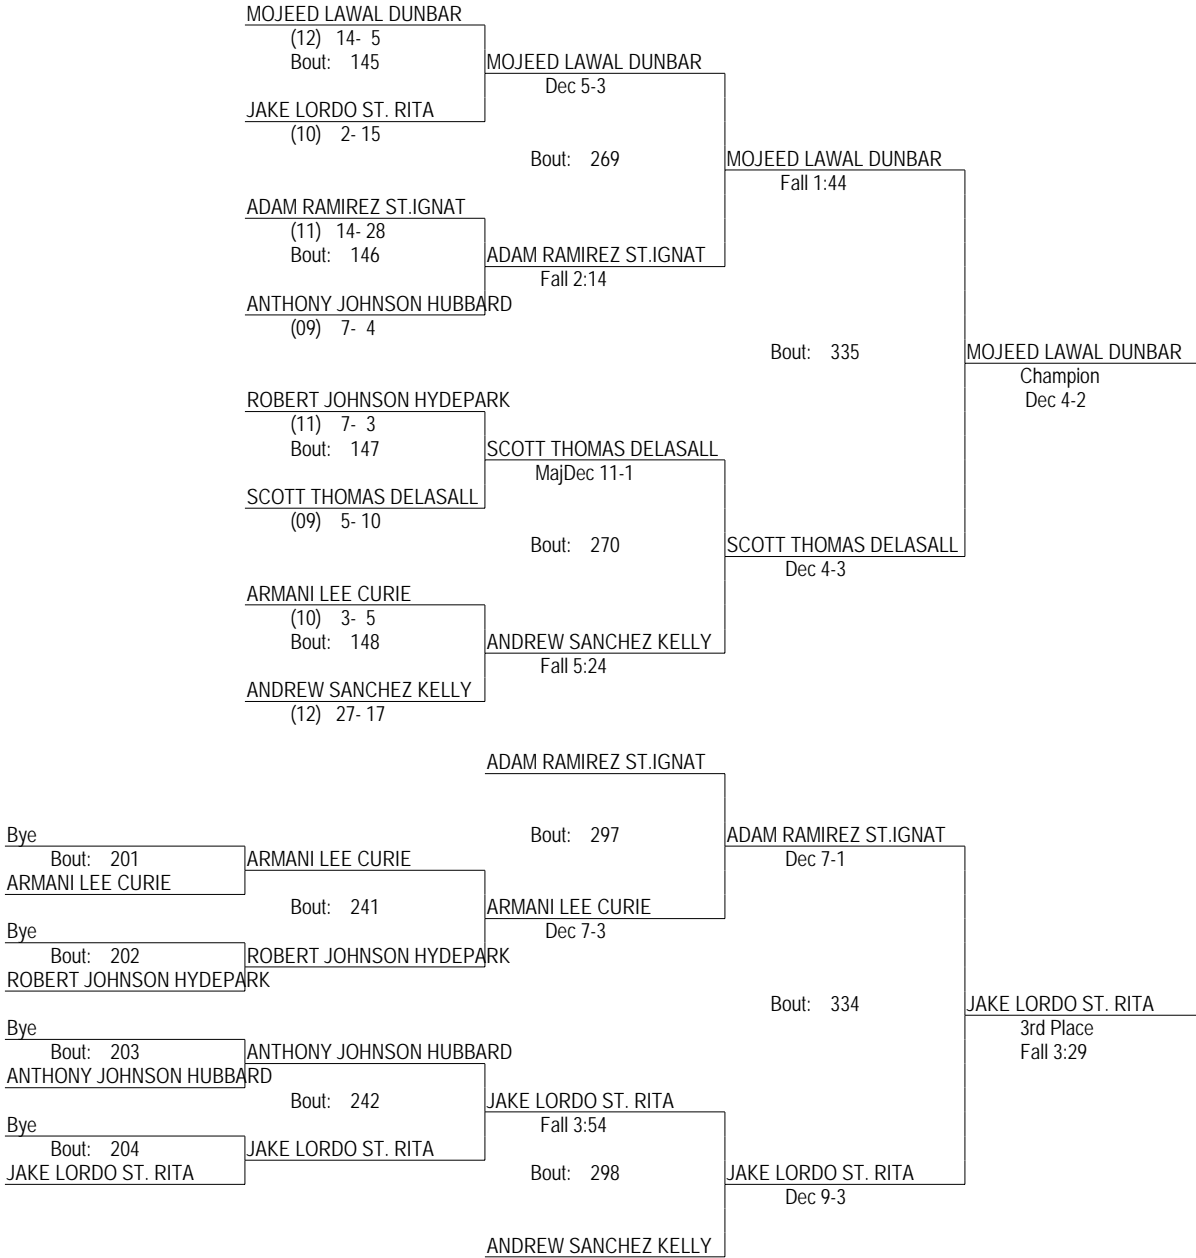 MOJEED LAWAL DUNBAR
(12) 14- 5
Bout: 145
MOJEED LAWAL DUNBAR
Dec 5-3
JAKE LORDO ST. RITA
(10) 2- 15
Bout: 269
MOJEED LAWAL DUNBAR
Fall 1:44
ADAM RAMIREZ ST.IGNAT
(11) 14- 28
Bout: 146
ADAM RAMIREZ ST.IGNAT
Fall 2:14
ANTHONY JOHNSON HUBBARD
(09) 7- 4
Bout: 335
MOJEED LAWAL DUNBAR
Champion
Dec 4-2
ROBERT JOHNSON HYDEPARK
(11) 7- 3
Bout: 147
SCOTT THOMAS DELASALL
MajDec 11-1
SCOTT THOMAS DELASALL
(09) 5- 10
Bout: 270
SCOTT THOMAS DELASALL
Dec 4-3
ARMANI LEE CURIE
(10) 3- 5
Bout: 148
ANDREW SANCHEZ KELLY
Fall 5:24
ANDREW SANCHEZ KELLY
(12) 27- 17
ADAM RAMIREZ ST.IGNAT
Bout: 297
ADAM RAMIREZ ST.IGNAT
Dec 7-1
Bye
Bout: 201
ARMANI LEE CURIE
ARMANI LEE CURIE
Bout: 241
ARMANI LEE CURIE
Dec 7-3
Bye
Bout: 202
ROBERT JOHNSON HYDEPARK
ROBERT JOHNSON HYDEPARK
Bout: 334
JAKE LORDO ST. RITA
3rd Place
Fall 3:29
Bye
Bout: 203
ANTHONY JOHNSON HUBBARD
ANTHONY JOHNSON HUBBARD
Bout: 242
JAKE LORDO ST. RITA
Fall 3:54
Bye
Bout: 204
JAKE LORDO ST. RITA
JAKE LORDO ST. RITA
Bout: 298
JAKE LORDO ST. RITA
Dec 9-3
ANDREW SANCHEZ KELLY